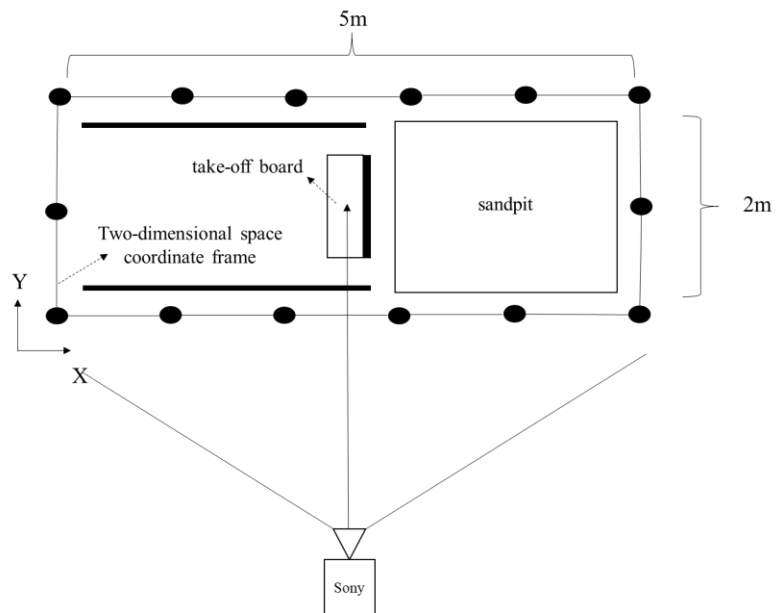 5m
take-off board
sandpit
2m
Two-dimensional space
coordinate frame
Y
X
Sony